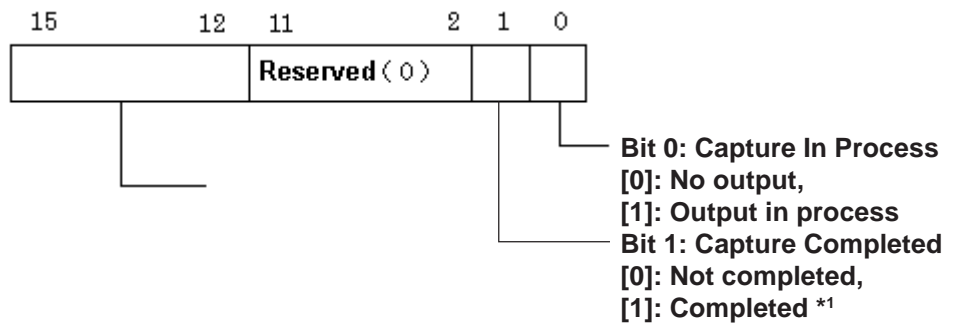 15 12 11 2 1 0
Reserved (0)
Bit 0: Capture In Process
[0]: No output,
[1]: Output in process
Bit 1: Capture Completed
[0]: Not completed,
[1]: Completed *1